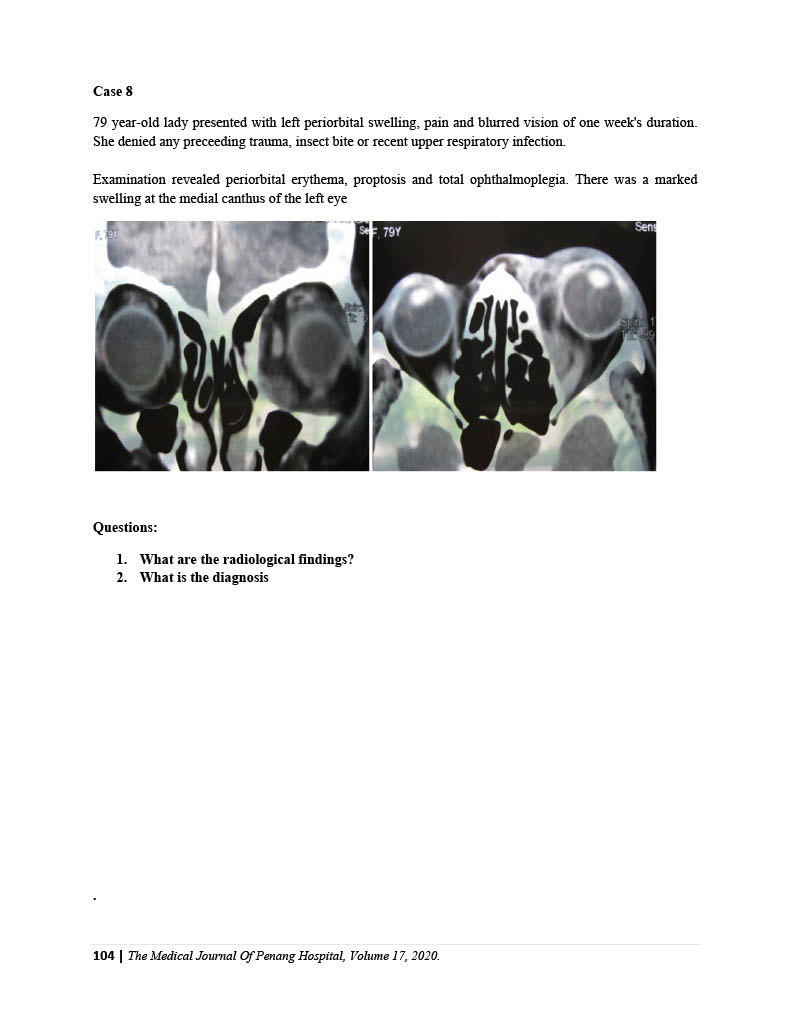 Case 8
79 year-old lady presented with left periorbital swelling, pain and blurred vision of one week's duration.
She denied any preceeding trauma, insect bite or recent upper respiratory infection.
Examination revealed periorbital erythema, proptosis and total ophthalmoplegia. There was a marked
swelling at the medial canthus of the left eye
F, 79Y
Se
F, 79Y
Sens
Questions:
1. What are the radiological findings?
2. What is the diagnosis
.
104 | The Medical Journal Of Penang Hospital, Volume 17, 2020.